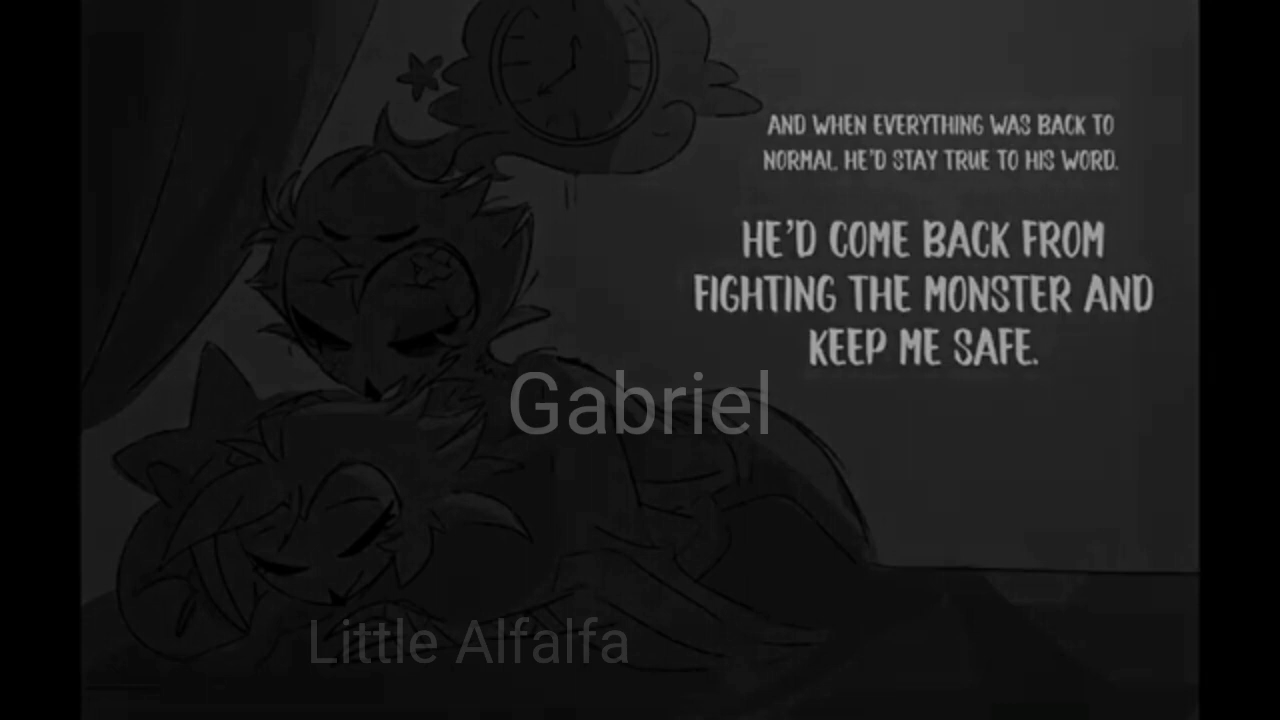 AND WHEN EVERYTHING WAS BACK TO
NORMAL, HE'D STAY TRUE TO HIS WORD.
HE'D COME BACK FROM
FIGHTING THE MONSTER AND
KEEP ME SAFE.
Gabriel
Little Alfalfa